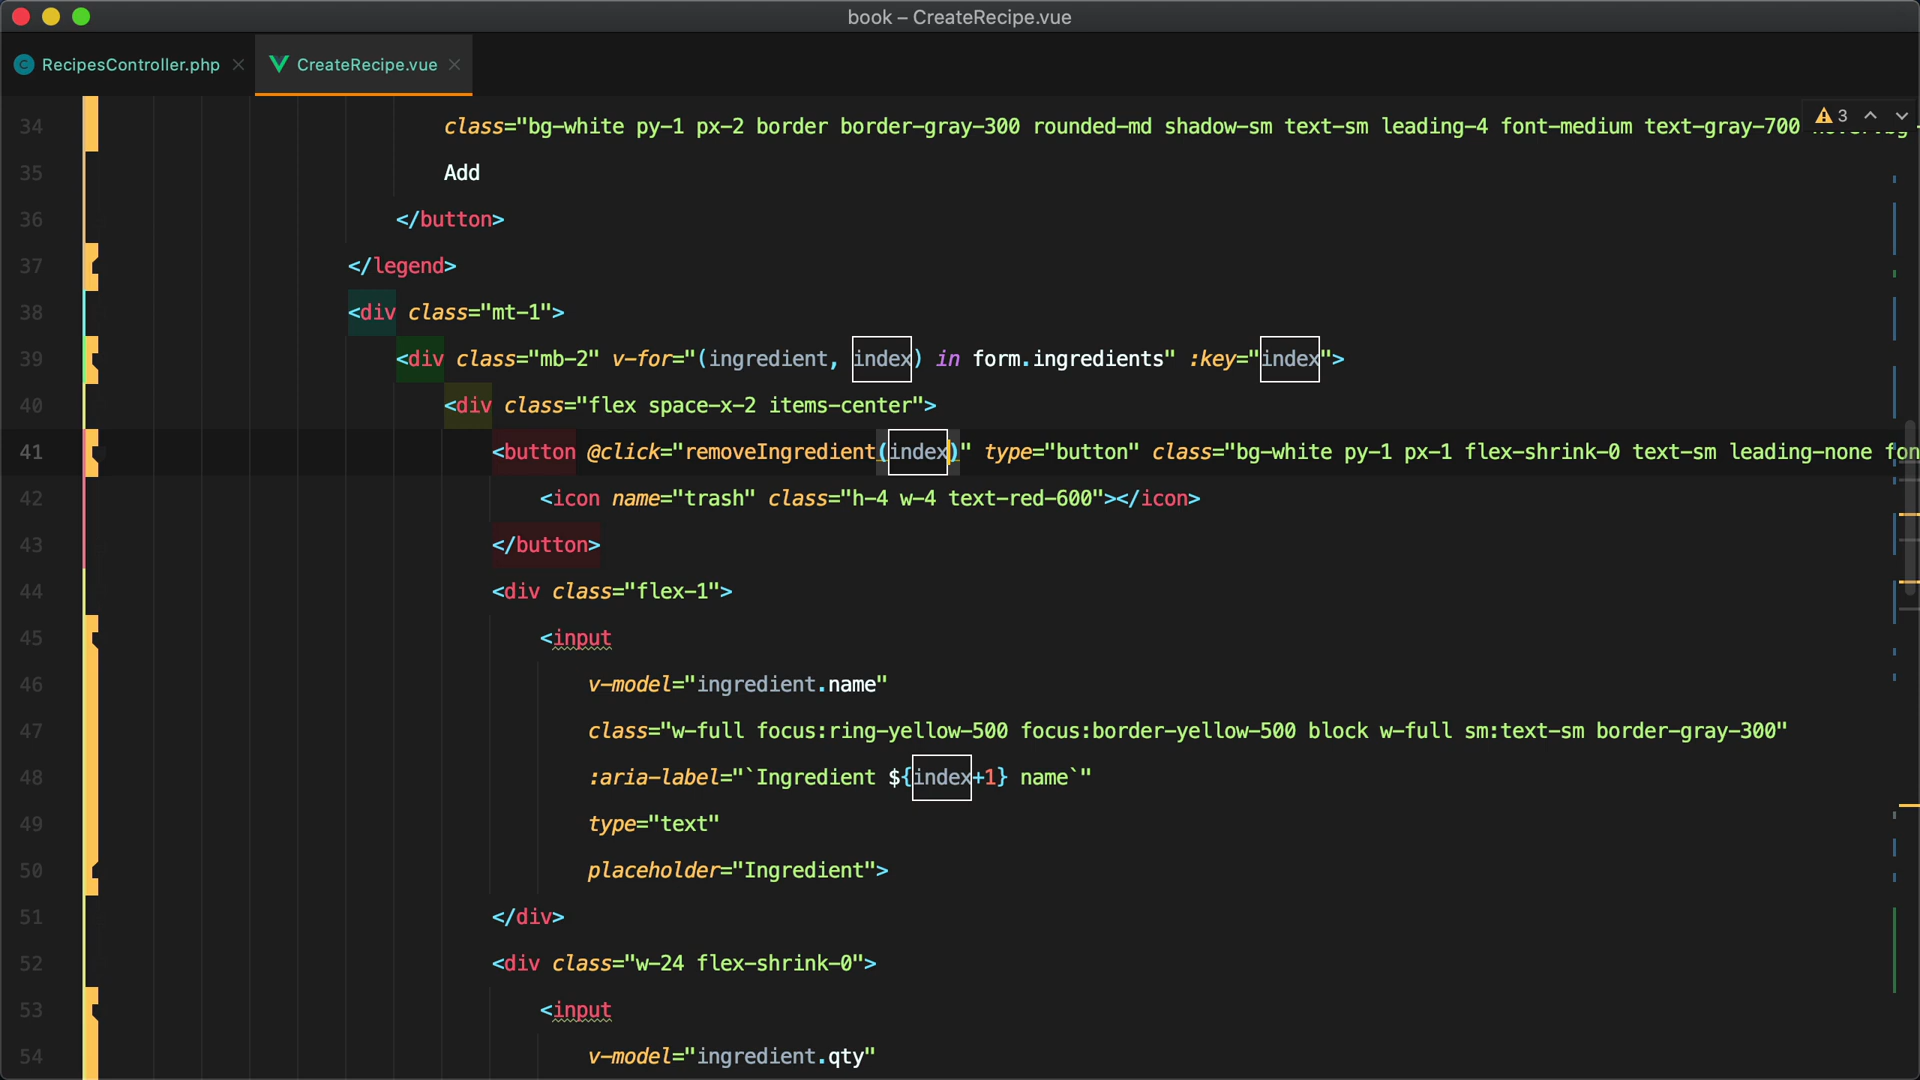 book – CreateRecipe.vue
RecipesController.php
CreateRecipe.vue
3
34 class="bg-white py-1 px-2 border border-gray-300 rounded-md shadow-sm text-sm leading-4 font-medium text-gray-700
35 Add
36 </button>
37 </legend>
38 <div class="mt-1">
39 <div class="mb-2" v-for="(ingredient, index) in form.ingredients" :key="index">
40 <div class="flex space-x-2 items-center">
41 <button @click="removeIngredient(index)" type="button" class="bg-white py-1 px-1 flex-shrink-0 text-sm leading-none fon
42 <icon name="trash" class="h-4 w-4 text-red-600"></icon>
43 </button>
44 <div class="flex-1">
45 <input
46 v-model="ingredient.name"
47 class="w-full focus:ring-yellow-500 focus:border-yellow-500 block w-full sm:text-sm border-gray-300"
48 :aria-label="`Ingredient ${index+1} name`"
49 type="text"
50 placeholder="Ingredient">
51 </div>
52 <div class="w-24 flex-shrink-0">
53 <input
54 v-model="ingredient.qty"